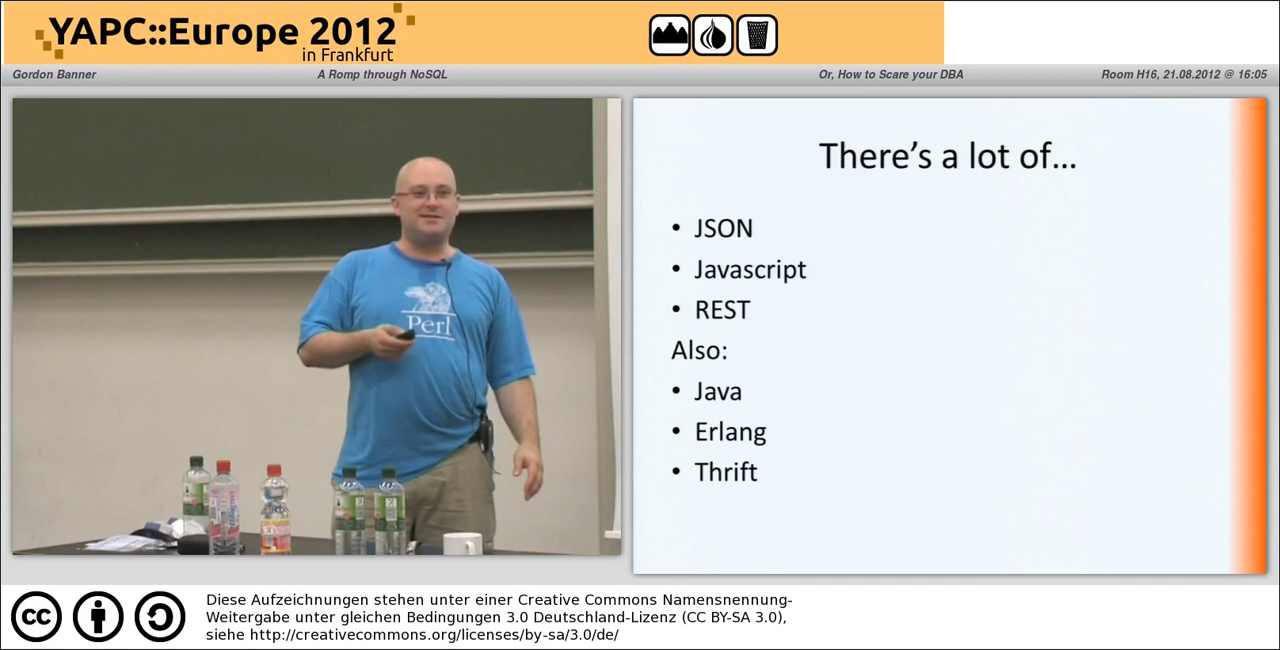 YAPC::Europe 2012
in Frankfurt
Gordon Banner
A Romp through NoSQL
Or, How to Scare your DBA
Room H16, 21.08.2012 @ 16:05
Perl
There's a lot of...
• JSON
• Javascript
• REST
Also:
• Java
• Erlang
• Thrift
cc
Diese Aufzeichnungen stehen unter einer Creative Commons Namensnennung-
Weitergabe unter gleichen Bedingungen 3.0 Deutschland-Lizenz (CC BY-SA 3.0),
siehe http://creativecommons.org/licenses/by-sa/3.0/de/